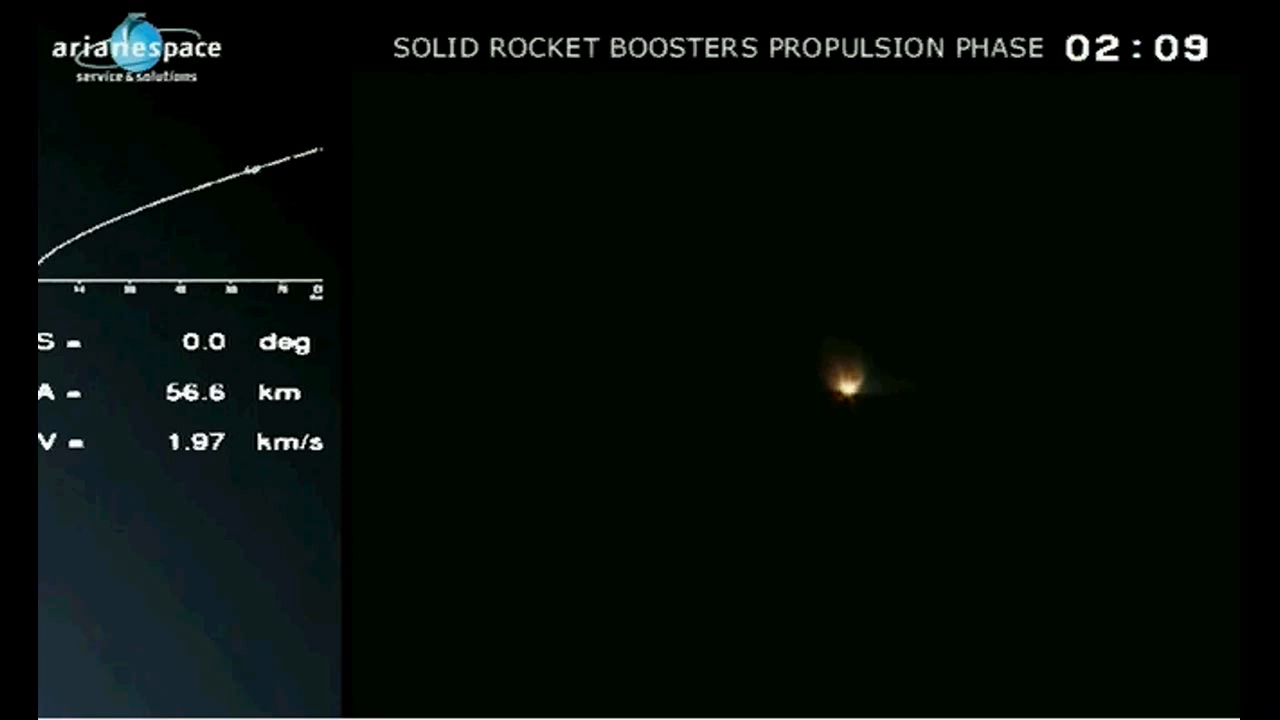 arianespace
service & solutions
SOLID ROCKET BOOSTERS PROPULSION PHASE 02:09
S = 0.0 deg
A = 56.6 km
V = 1.97 km/s